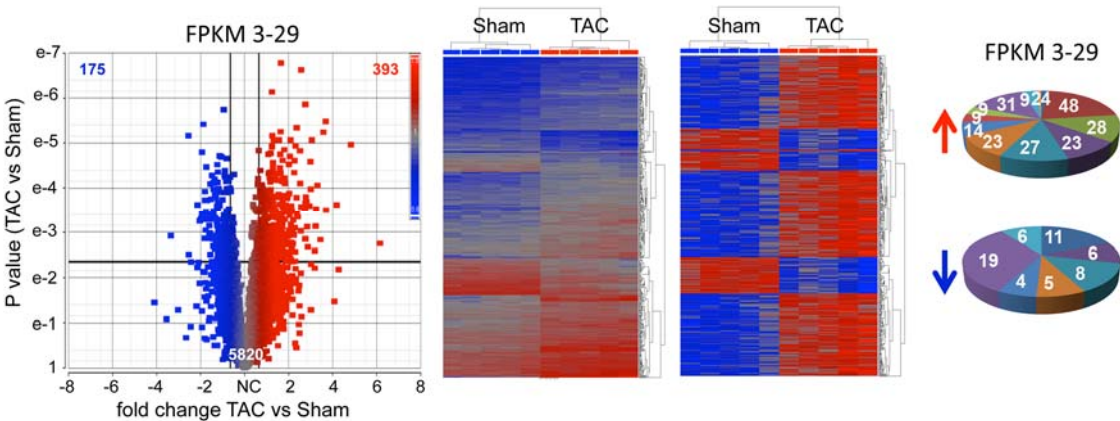 FPKM 3-29
175
393
e-7
e-6
e-5
e-4
e-3
e-2
e-1
1
5820
-8 -6 -4 -2 NC 2 4 6 8
fold change TAC vs Sham
P value (TAC vs Sham)
Sham TAC
Sham TAC
FPKM 3-29
9 24 48
31 28
9
9
14 23 27 23
6 11
19 6
4 5 8